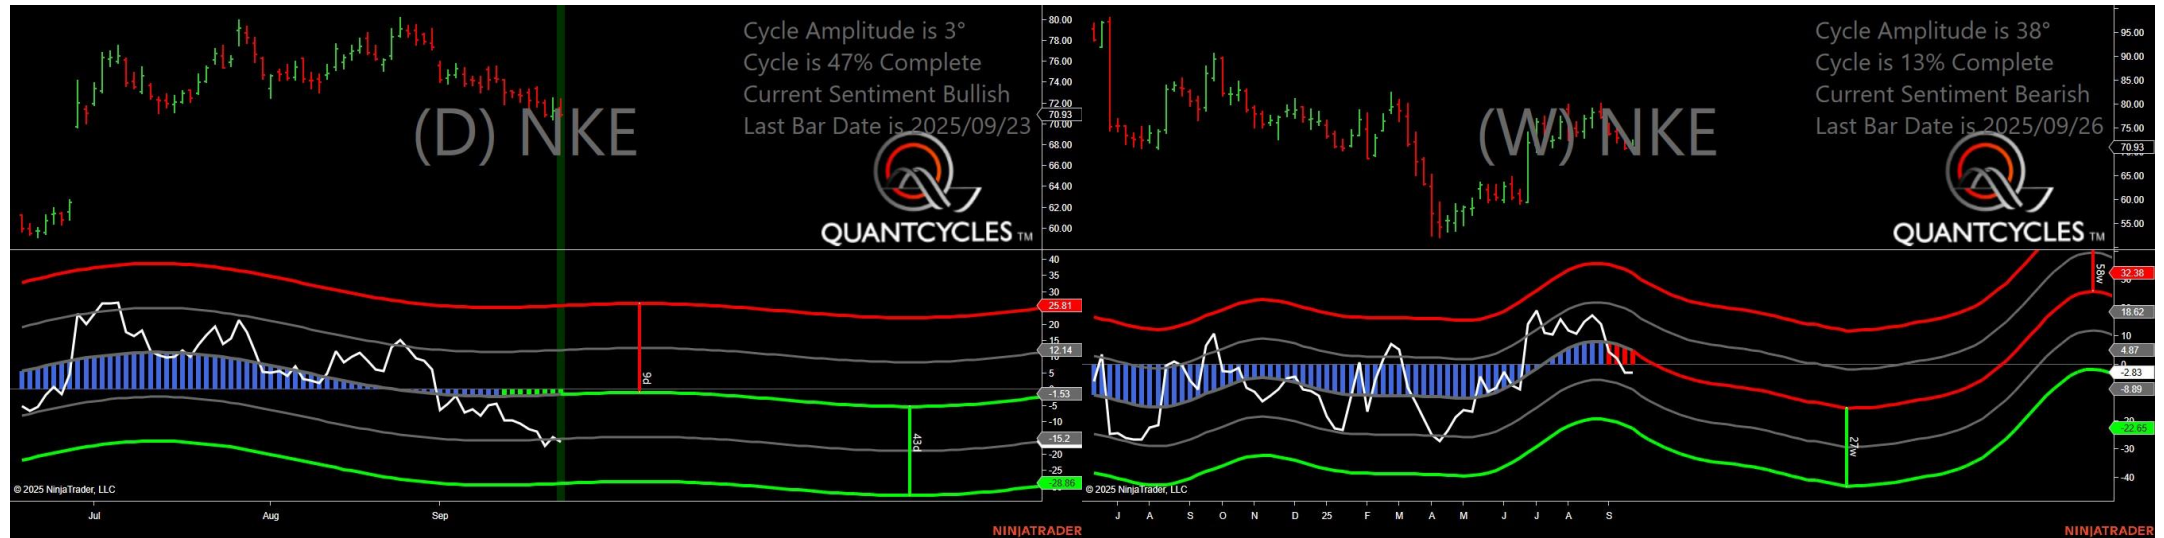 Cycle Amplitude is 3°
Cycle is 47% Complete
Current Sentiment Bullish
Last Bar Date is 2025/09/23
(D) NKE
QUANTCYCLES TM
80.00
78.00
76.00
74.00
72.00
70.93
70.00
68.00
66.00
64.00
62.00
60.00
40
35
30
25.81
20
15
12.14
10
5
-1.53
-5
-10
-15.2
-20
-25
-28.86
9d
43d
© 2025 NinjaTrader, LLC
Jul
Aug
Sep
NINJATRADER
Cycle Amplitude is 38°
Cycle is 13% Complete
Current Sentiment Bearish
Last Bar Date is 2025/09/26
(W) NKE
QUANTCYCLES TM
95.00
90.00
85.00
80.00
75.00
70.93
65.00
60.00
55.00
32.38
30
18.62
10
4.87
0
-2.83
-8.89
-20
-22.65
-30
-40
58w
27w
© 2025 NinjaTrader, LLC
J A S O N D 25 F M A M J J A S
NINJATRADER